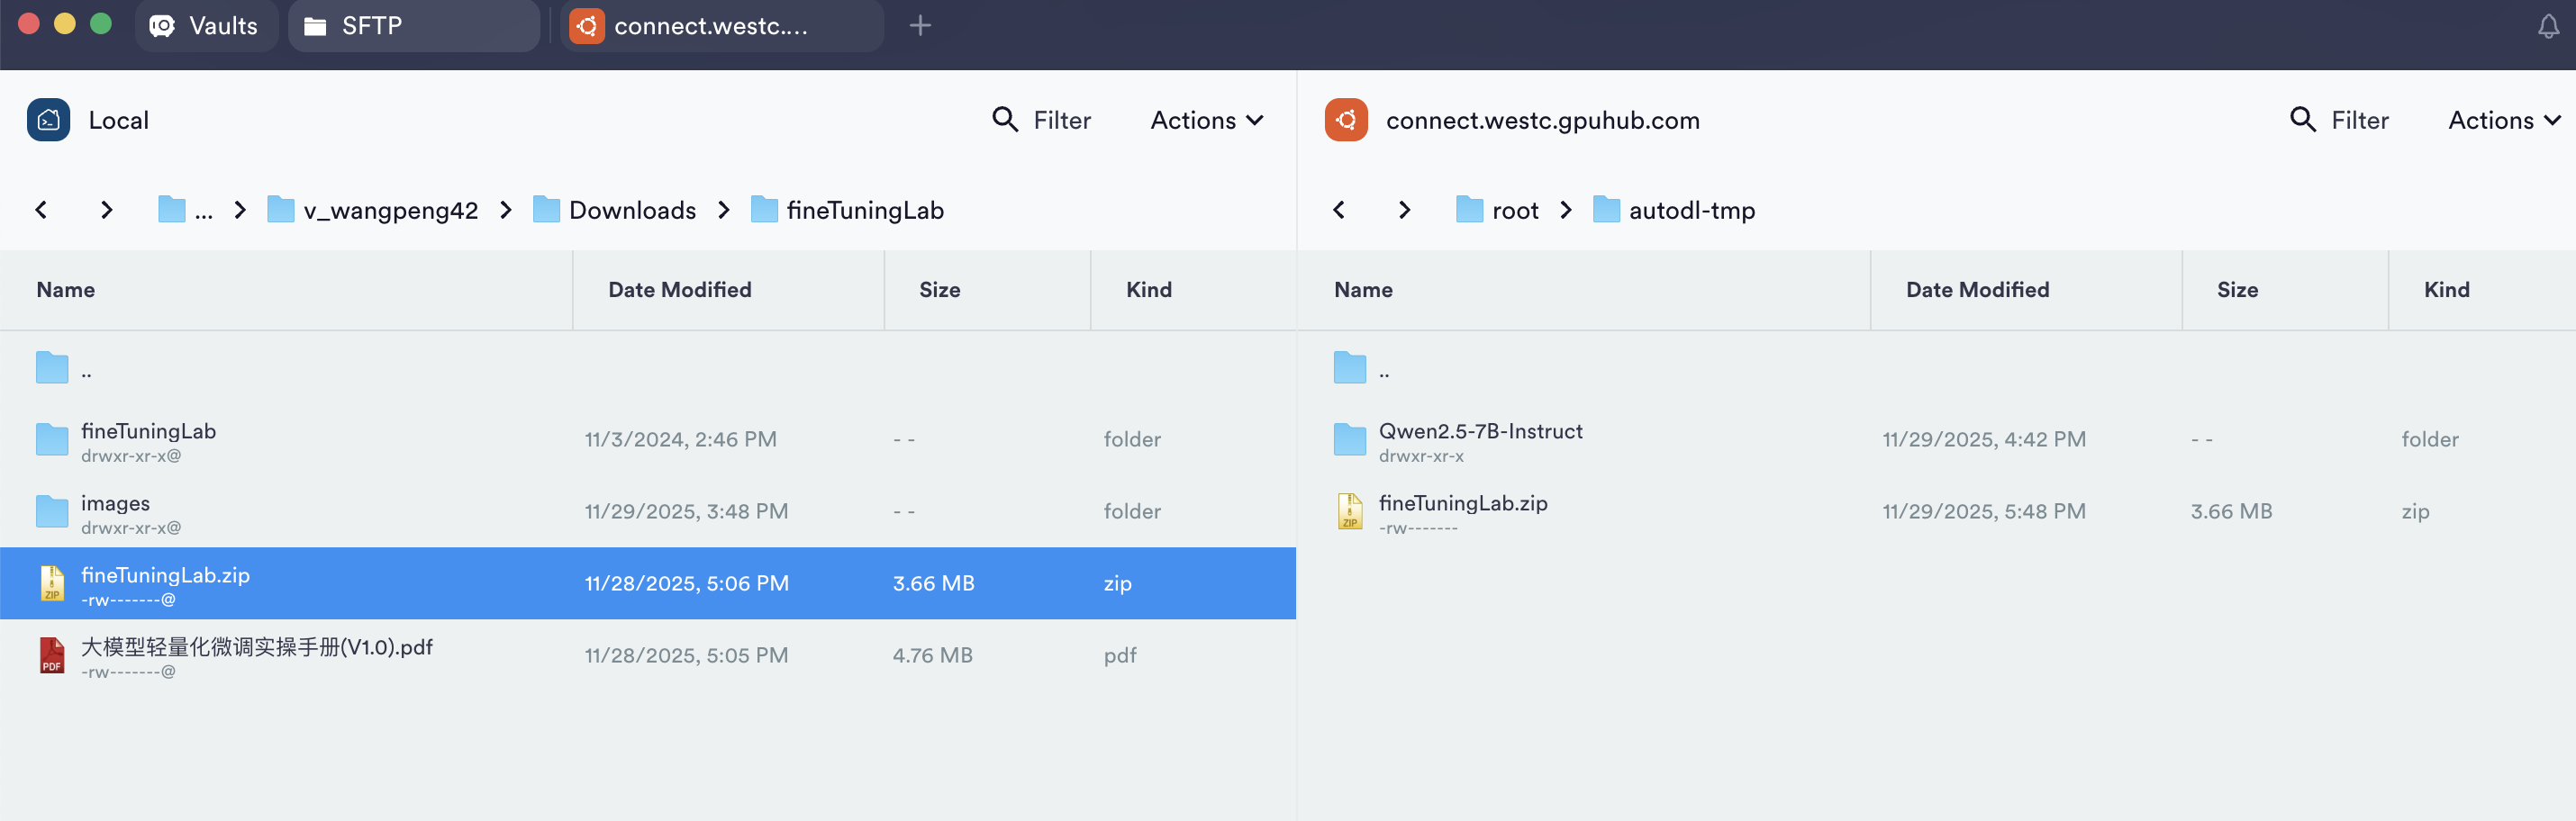 Vaults SFTP connect.westc....
Local Filter Actions connect.westc.gpuhub.com Filter Actions
... v_wangpeng42 Downloads fineTuningLab root autodl-tmp
Name Date Modified Size Kind
..
fineTuningLab 11/3/2024, 2:46 PM - - folder
drwxr-xr-x@
images 11/29/2025, 3:48 PM - - folder
drwxr-xr-x@
fineTuningLab.zip 11/28/2025, 5:06 PM 3.66 MB zip
-rw-------@
大模型轻量化微调实操手册(V1.0).pdf 11/28/2025, 5:05 PM 4.76 MB pdf
-rw-------@
Name Date Modified Size Kind
..
Qwen2.5-7B-Instruct 11/29/2025, 4:42 PM - - folder
drwxr-xr-x
fineTuningLab.zip 11/29/2025, 5:48 PM 3.66 MB zip
-rw-------
ZIP
PDF
ZIP